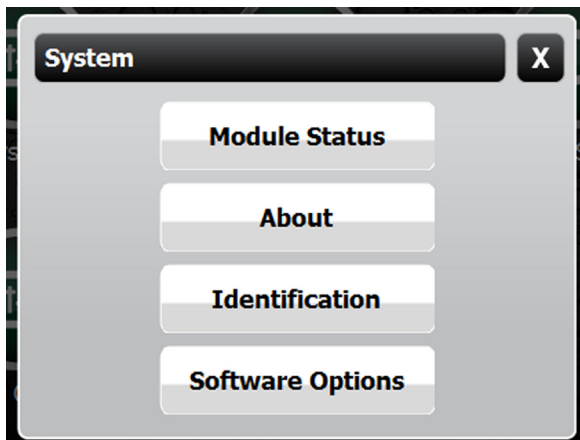 System
X
Module Status
About
Identification
Software Options